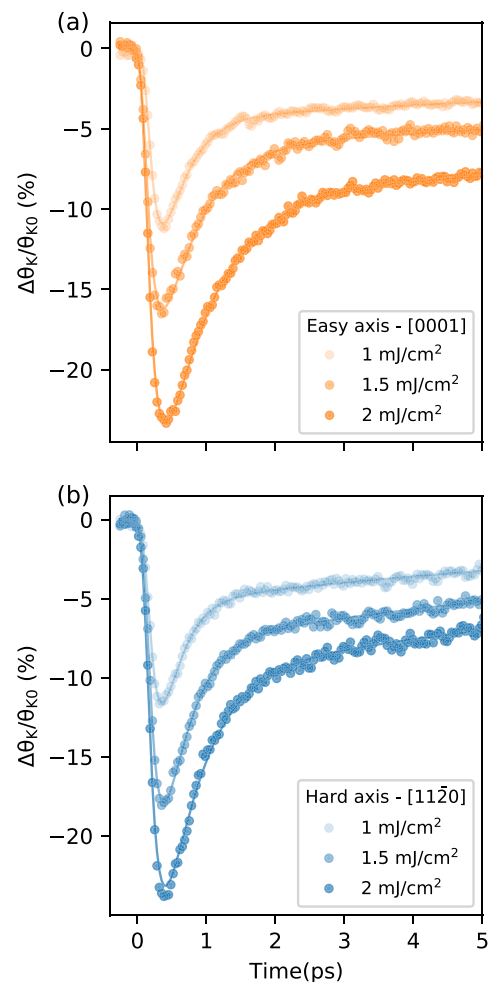 (a)
0
−5
−10
−15
−20
Δθ_K/θ_K0 (%)
Easy axis - [0001]
1 mJ/cm²
1.5 mJ/cm²
2 mJ/cm²
(b)
0
−5
−10
−15
−20
Δθ_K/θ_K0 (%)
Hard axis - [112̄0]
1 mJ/cm²
1.5 mJ/cm²
2 mJ/cm²
0 1 2 3 4 5
Time(ps)